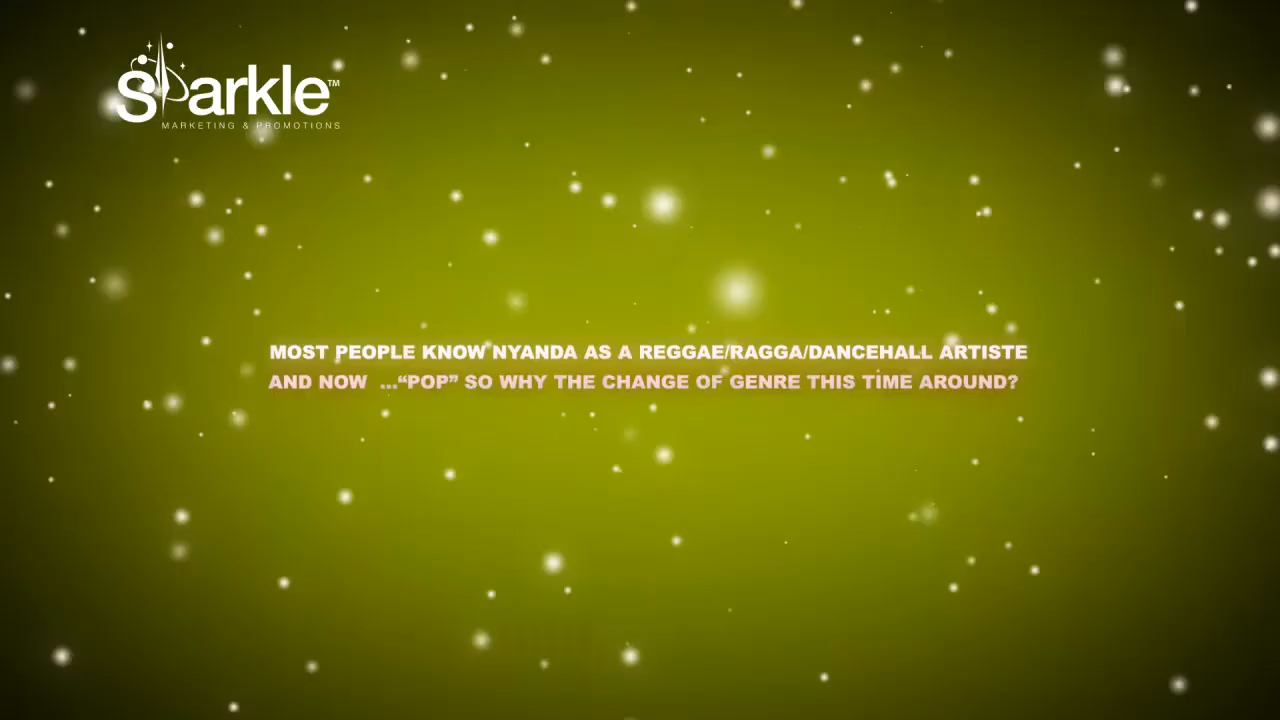 Sparkle™
MARKETING & PROMOTIONS
MOST PEOPLE KNOW NYANDA AS A REGGAE/RAGGA/DANCEHALL ARTISTE
AND NOW ...“POP” SO WHY THE CHANGE OF GENRE THIS TIME AROUND?